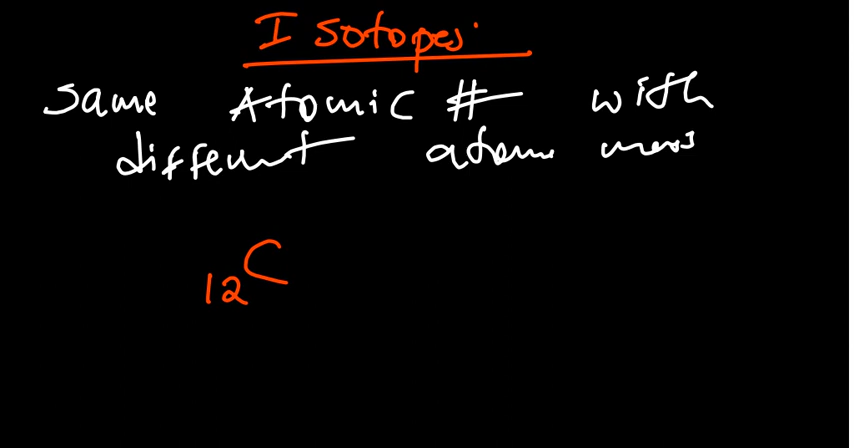 Isotopes
Same Atomic # with
different atomic mass
12C